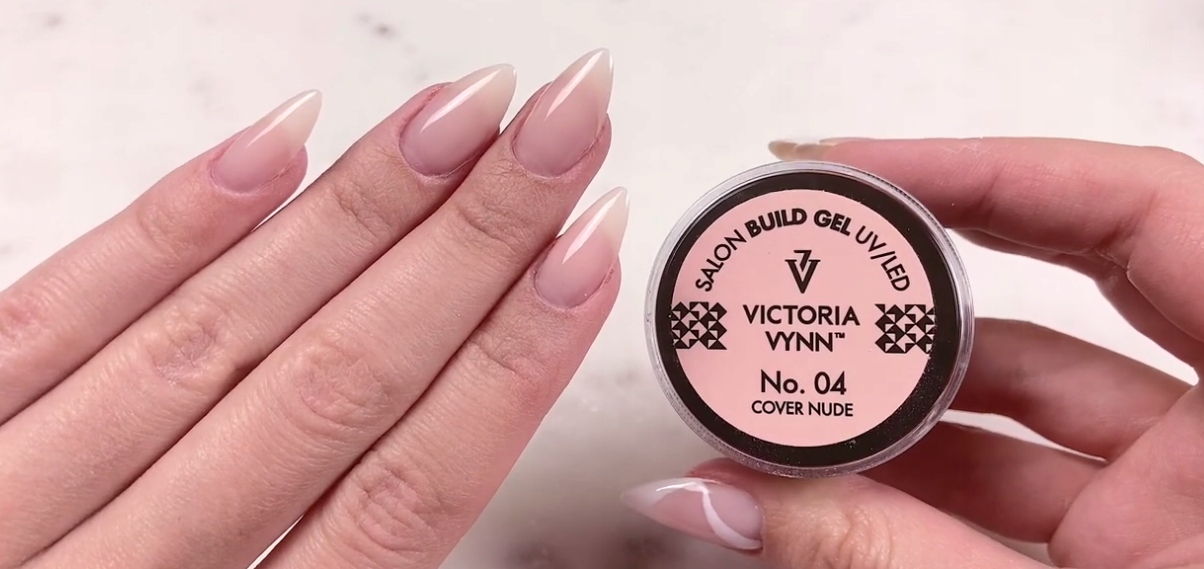 SALON BUILD GEL UV/LED
VICTORIA
VYNN™
No. 04
COVER NUDE